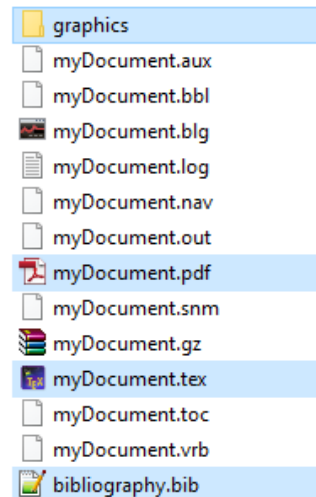 graphics
myDocument.aux
myDocument.bbl
myDocument.blg
myDocument.log
myDocument.nav
myDocument.out
myDocument.pdf
myDocument.snm
myDocument.gz
myDocument.tex
myDocument.toc
myDocument.vrb
bibliography.bib